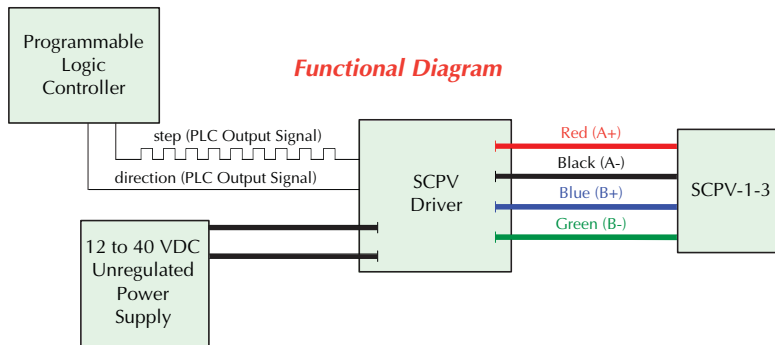 Programmable
Logic
Controller
Functional Diagram
step (PLC Output Signal)
direction (PLC Output Signal)
SCPV
Driver
Red (A+)
Black (A-)
Blue (B+)
Green (B-)
SCPV-1-3
12 to 40 VDC
Unregulated
Power
Supply